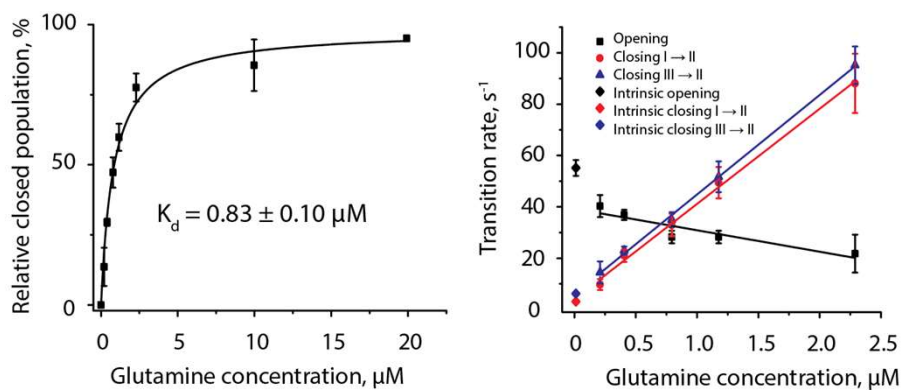 Relative closed population, %
100
50
0
K_d = 0.83 ± 0.10 µM
0
5
10
15
20
Glutamine concentration, µM
Transition rate, s⁻¹
100
80
60
40
20
0
Opening
Closing I → II
Closing III → II
Intrinsic opening
Intrinsic closing I → II
Intrinsic closing III → II
0
0.5
1.0
1.5
2.0
2.5
Glutamine concentration, µM